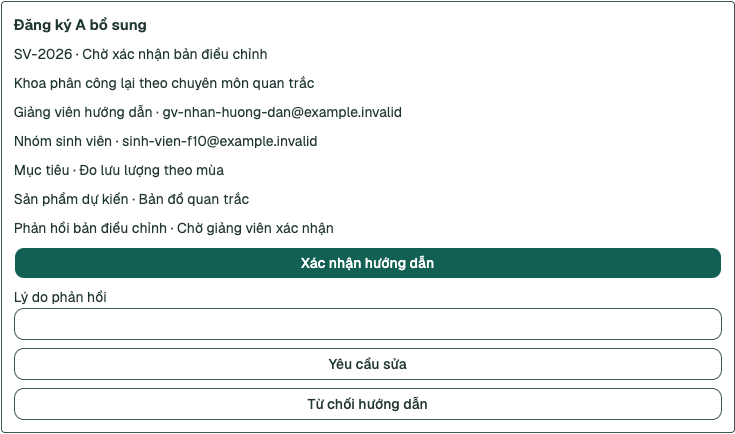 Đăng ký A bổ sung
SV-2026 · Chờ xác nhận bản điều chỉnh
Khoa phân công lại theo chuyên môn quan trắc
Giảng viên hướng dẫn · gv-nhan-huong-dan@example.invalid
Nhóm sinh viên · sinh-vien-f10@example.invalid
Mục tiêu · Đo lưu lượng theo mùa
Sản phẩm dự kiến · Bản đồ quan trắc
Phản hồi bản điều chỉnh · Chờ giảng viên xác nhận
Xác nhận hướng dẫn
Lý do phản hồi
Yêu cầu sửa
Từ chối hướng dẫn